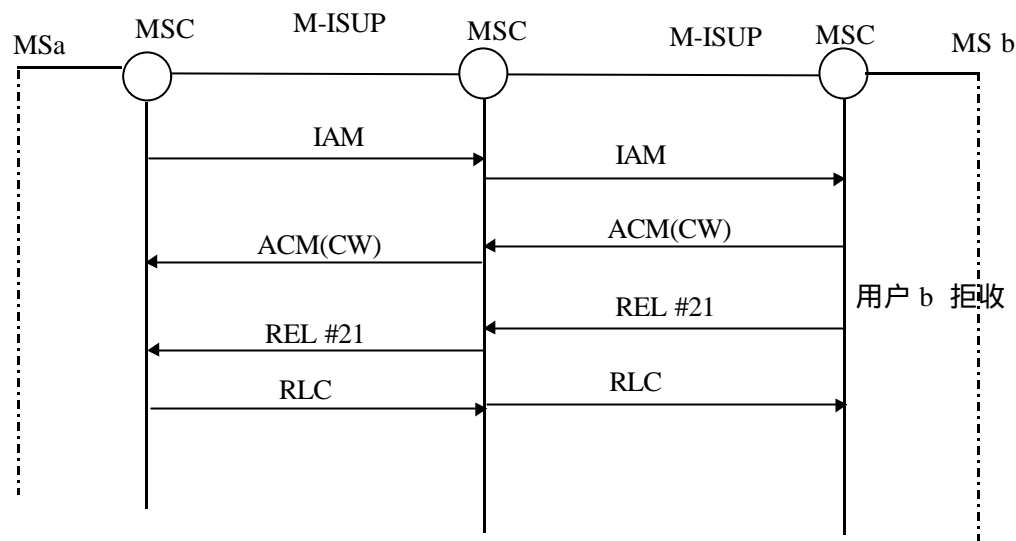 MSa
MSC
M-ISUP
MSC
M-ISUP
MSC
MS b
IAM
IAM
ACM(CW)
ACM(CW)
用户 b 拒收
REL #21
REL #21
RLC
RLC